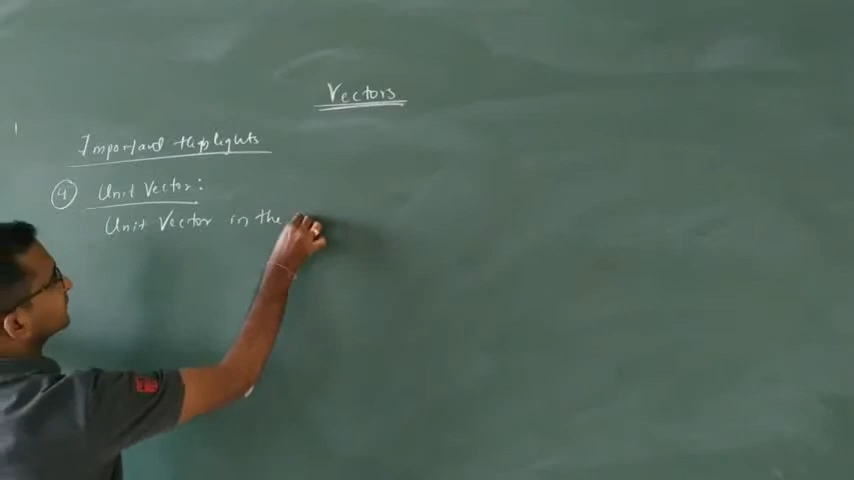 Vectors
Important Highlights
4 Unit Vector:
Unit Vector in the